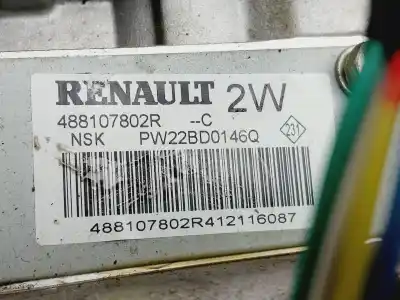 RENAULT 2W
488107802R --C
NSK PW22BD0146Q 231
488107802R412116087